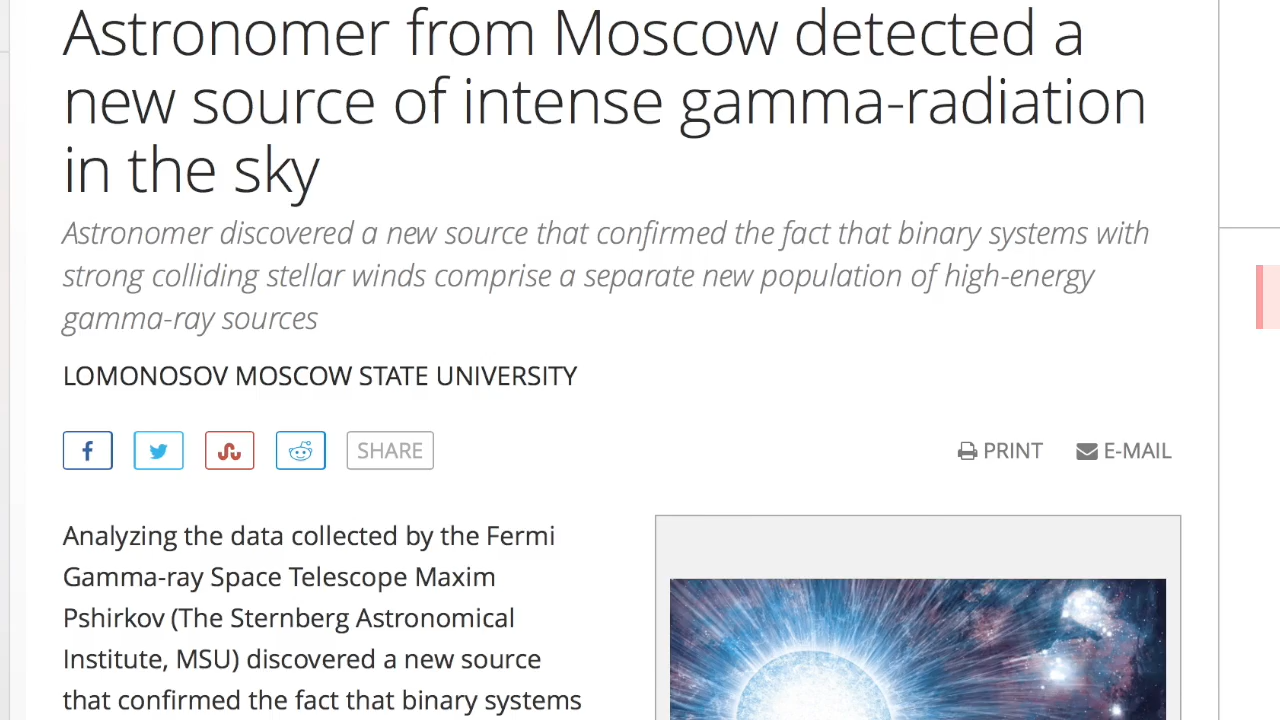 Astronomer from Moscow detected a
new source of intense gamma-radiation
in the sky
Astronomer discovered a new source that confirmed the fact that binary systems with
strong colliding stellar winds comprise a separate new population of high-energy
gamma-ray sources
LOMONOSOV MOSCOW STATE UNIVERSITY
SHARE
PRINT
E-MAIL
Analyzing the data collected by the Fermi
Gamma-ray Space Telescope Maxim
Pshirkov (The Sternberg Astronomical
Institute, MSU) discovered a new source
that confirmed the fact that binary systems